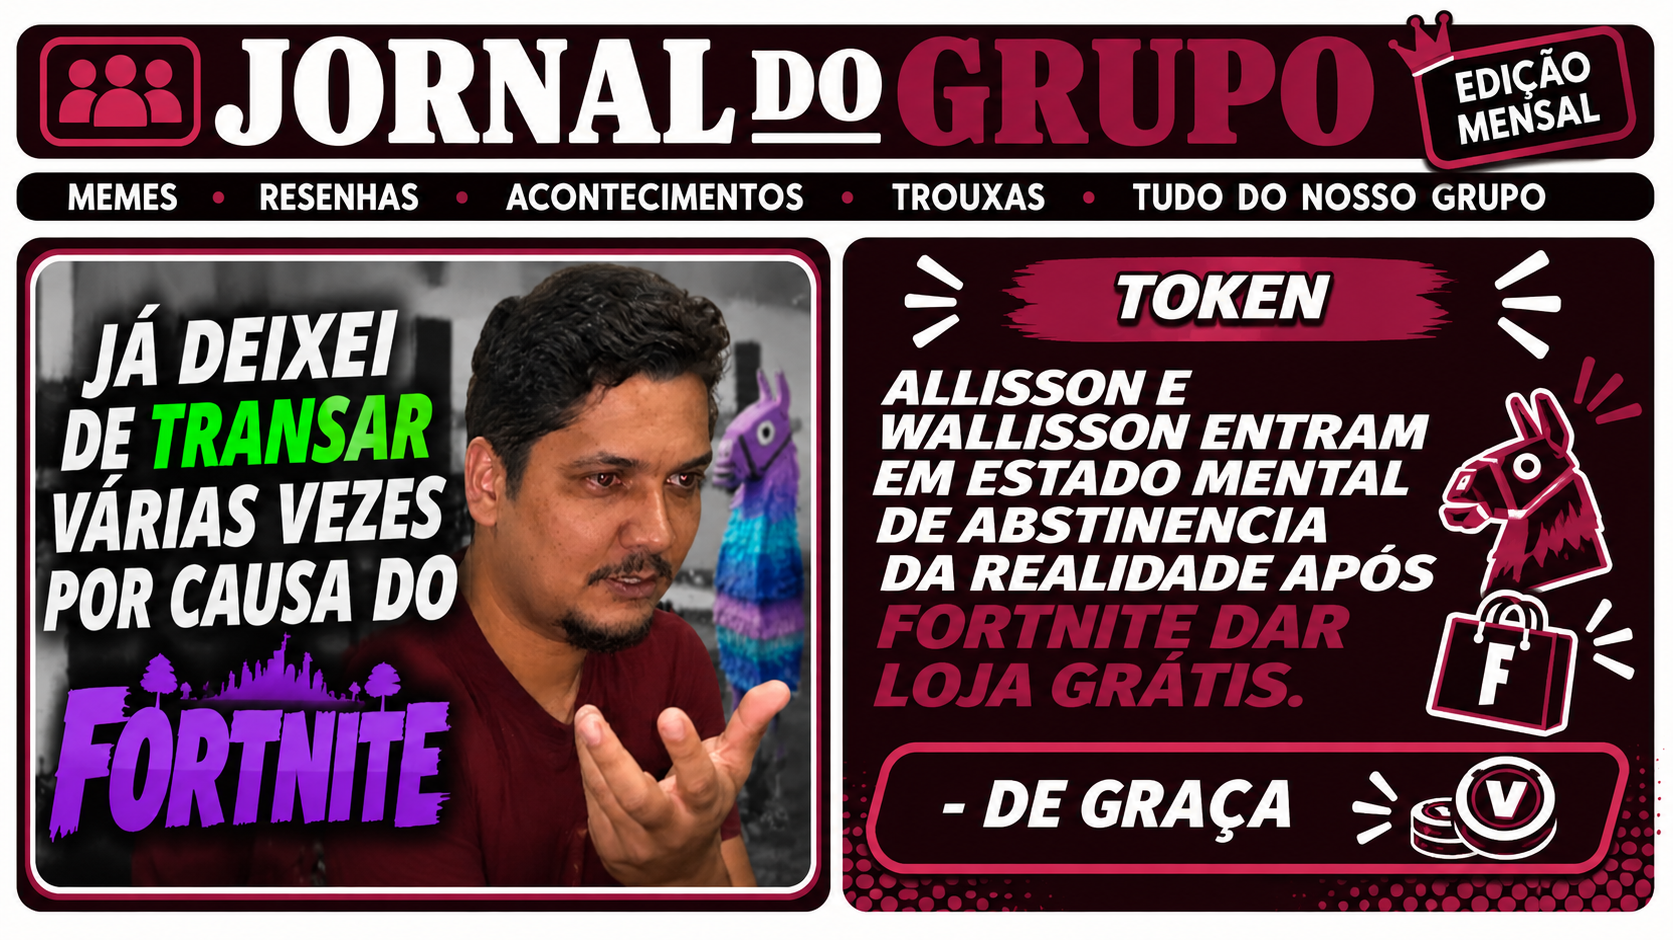 JORNAL DO GRUPO
EDIÇÃO
MENSAL
MEMES • RESENHAS • ACONTECIMENTOS • TROUXAS • TUDO DO NOSSO GRUPO
JÁ DEIXEI
DE TRANSAR
VÁRIAS VEZES
POR CAUSA DO
FORTNITE
TOKEN
ALLISSON E
WALLISSON ENTRAM
EM ESTADO MENTAL
DE ABSTINENCIA
DA REALIDADE APÓS
FORTNITE DAR
LOJA GRÁTIS.
F
- DE GRAÇA
V